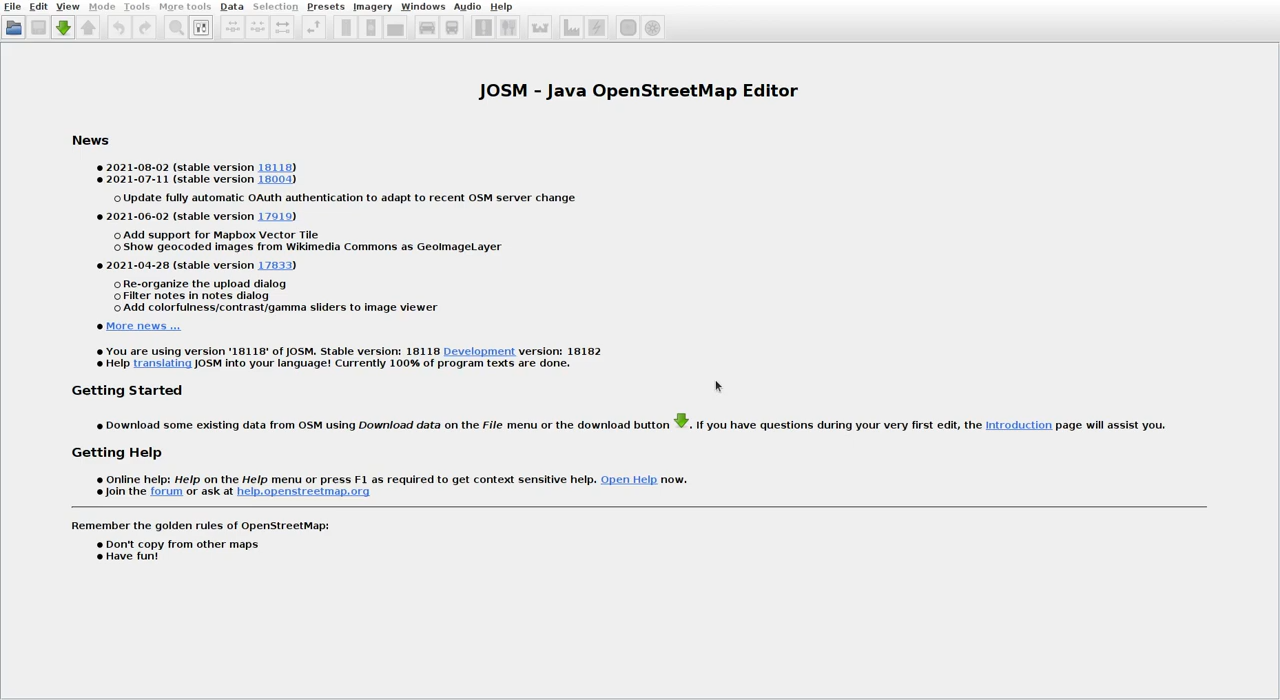 File Edit View Mode Tools More tools Data Selection Presets Imagery Windows Audio Help
JOSM – Java OpenStreetMap Editor
News
2021-08-02 (stable version 18118)
2021-07-11 (stable version 18004)
Update fully automatic OAuth authentication to adapt to recent OSM server change
2021-06-02 (stable version 17919)
Add support for Mapbox Vector Tile
Show geocoded images from Wikimedia Commons as GeoImageLayer
2021-04-28 (stable version 17833)
Re-organize the upload dialog
Filter notes in notes dialog
Add colorfulness/contrast/gamma sliders to image viewer
More news ...
You are using version '18118' of JOSM. Stable version: 18118 Development version: 18182
Help translating JOSM into your language! Currently 100% of program texts are done.
Getting Started
Download some existing data from OSM using Download data on the File menu or the download button . If you have questions during your very first edit, the Introduction page will assist you.
Getting Help
Online help: Help on the Help menu or press F1 as required to get context sensitive help. Open Help now.
Join the forum or ask at help.openstreetmap.org
Remember the golden rules of OpenStreetMap:
Don't copy from other maps
Have fun!